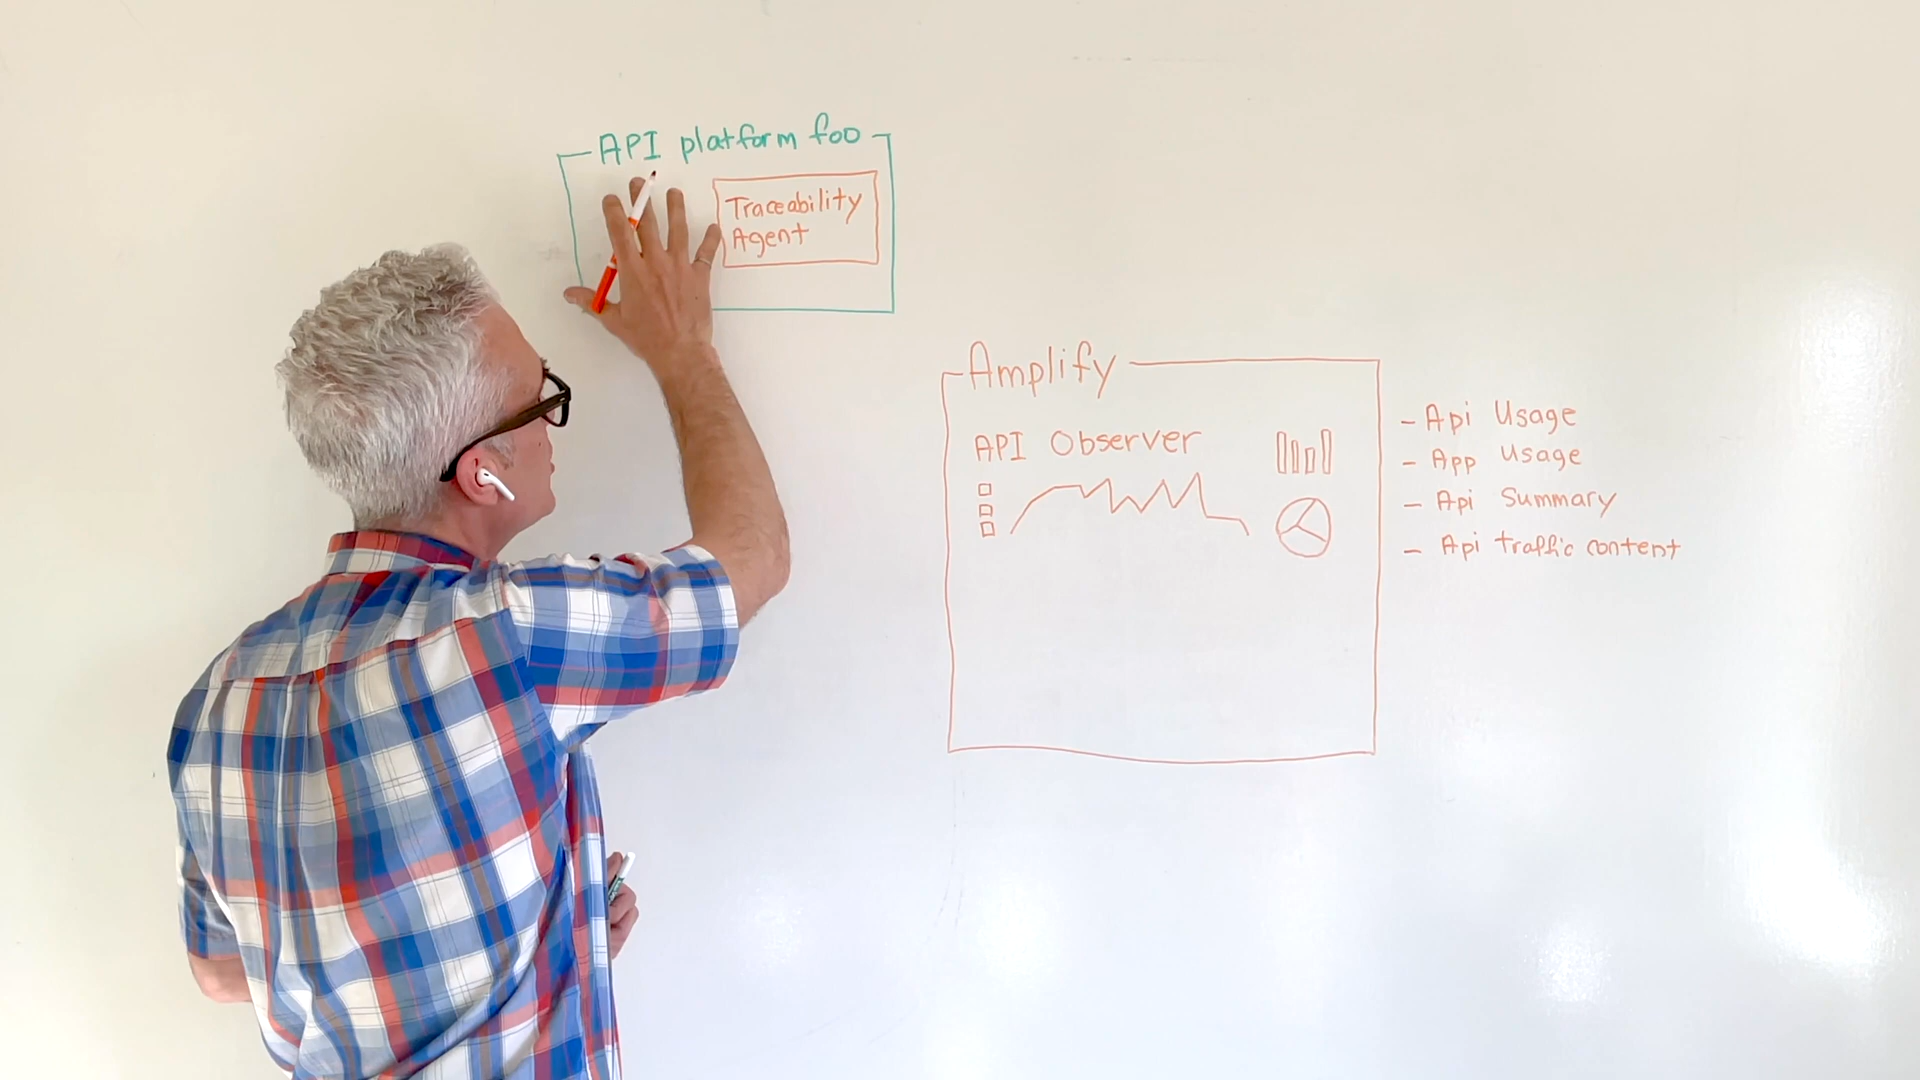 API platform foo
Traceability
Agent
Amplify
API Observer
- Api Usage
- App Usage
- Api Summary
- Api traffic content